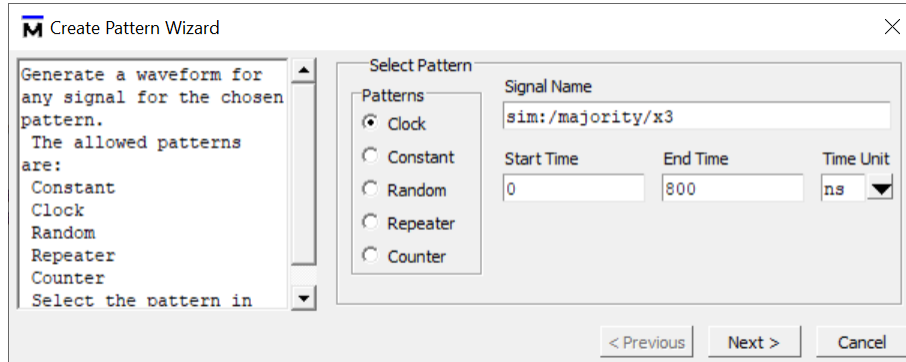 M Create Pattern Wizard
Generate a waveform for
any signal for the chosen
pattern.
The allowed patterns
are:
Constant
Clock
Random
Repeater
Counter
Select the pattern in
Select Pattern
Patterns
Clock
Constant
Random
Repeater
Counter
Signal Name
sim:/majority/x3
Start Time
End Time
Time Unit
0
800
ns
< Previous
Next >
Cancel